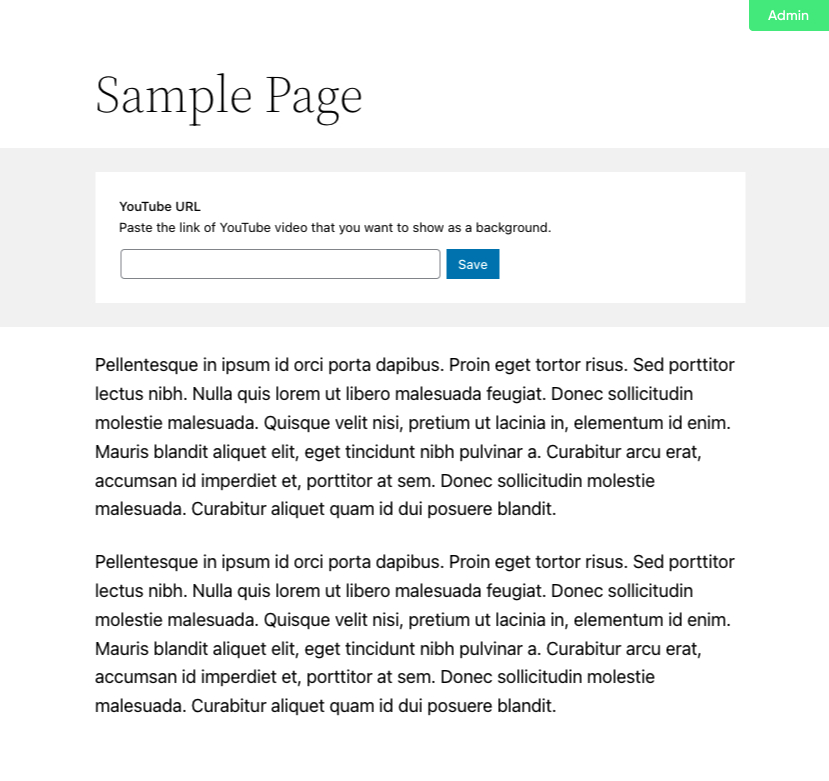 Admin
Sample Page
YouTube URL
Paste the link of YouTube video that you want to show as a background.
Save
Pellentesque in ipsum id orci porta dapibus. Proin eget tortor risus. Sed porttitor
lectus nibh. Nulla quis lorem ut libero malesuada feugiat. Donec sollicitudin
molestie malesuada. Quisque velit nisi, pretium ut lacinia in, elementum id enim.
Mauris blandit aliquet elit, eget tincidunt nibh pulvinar a. Curabitur arcu erat,
accumsan id imperdiet et, porttitor at sem. Donec sollicitudin molestie
malesuada. Curabitur aliquet quam id dui posuere blandit.
Pellentesque in ipsum id orci porta dapibus. Proin eget tortor risus. Sed porttitor
lectus nibh. Nulla quis lorem ut libero malesuada feugiat. Donec sollicitudin
molestie malesuada. Quisque velit nisi, pretium ut lacinia in, elementum id enim.
Mauris blandit aliquet elit, eget tincidunt nibh pulvinar a. Curabitur arcu erat,
accumsan id imperdiet et, porttitor at sem. Donec sollicitudin molestie
malesuada. Curabitur aliquet quam id dui posuere blandit.